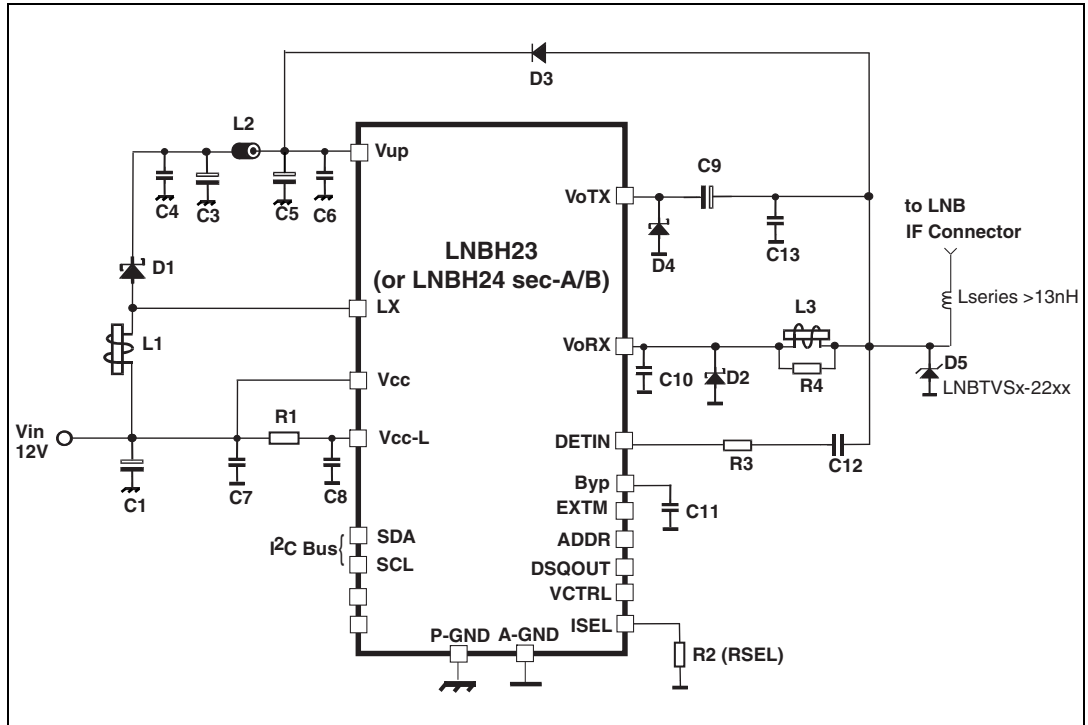 D3
L2
Vup
C4
C3
C5
C6
C9
VoTX
D4
C13
to LNB
IF Connector
LNBH23
(or LNBH24 sec-A/B)
D1
LX
L1
Lseries >13nH
L3
VoRX
C10
D2
R4
D5
LNBTVSx-22xx
Vcc
R1
Vin
12V
Vcc-L
C1
C7
C8
DETIN
R3
C12
Byp
C11
EXTM
I2C Bus
SDA
SCL
ADDR
DSQOUT
VCTRL
ISEL
P-GND
A-GND
R2 (RSEL)